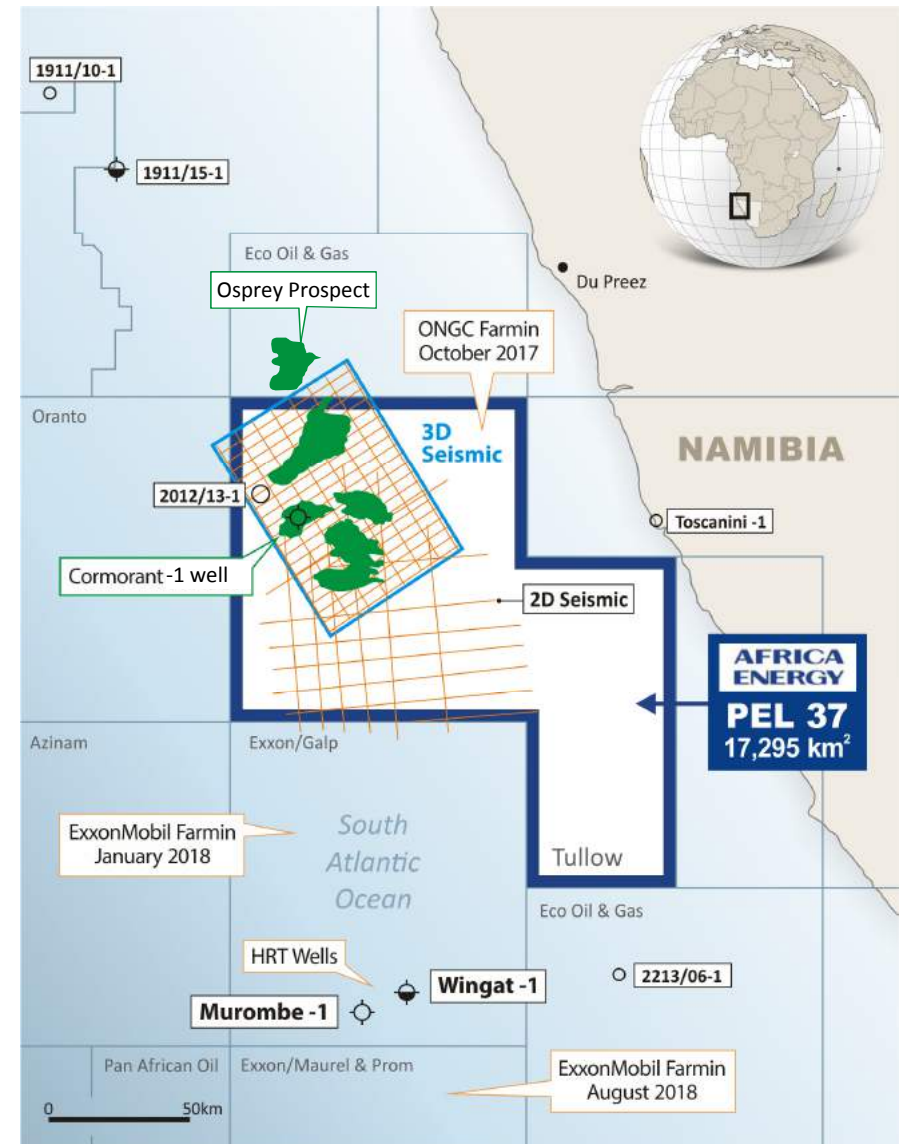 1911/10-1
1911/15-1
Eco Oil & Gas
Osprey Prospect
Du Preez
ONGC Farmin
October 2017
Oranto
3D
Seismic
NAMIBIA
2012/13-1
Toscanini -1
Cormorant -1 well
2D Seismic
AFRICA
ENERGY
PEL 37
17,295 km²
Azinam
Exxon/Galp
ExxonMobil Farmin
January 2018
South
Atlantic
Ocean
Tullow
Eco Oil & Gas
HRT Wells
Wingat -1
2213/06-1
Murombe -1
Pan African Oil
Exxon/Maurel & Prom
ExxonMobil Farmin
August 2018
0 50km